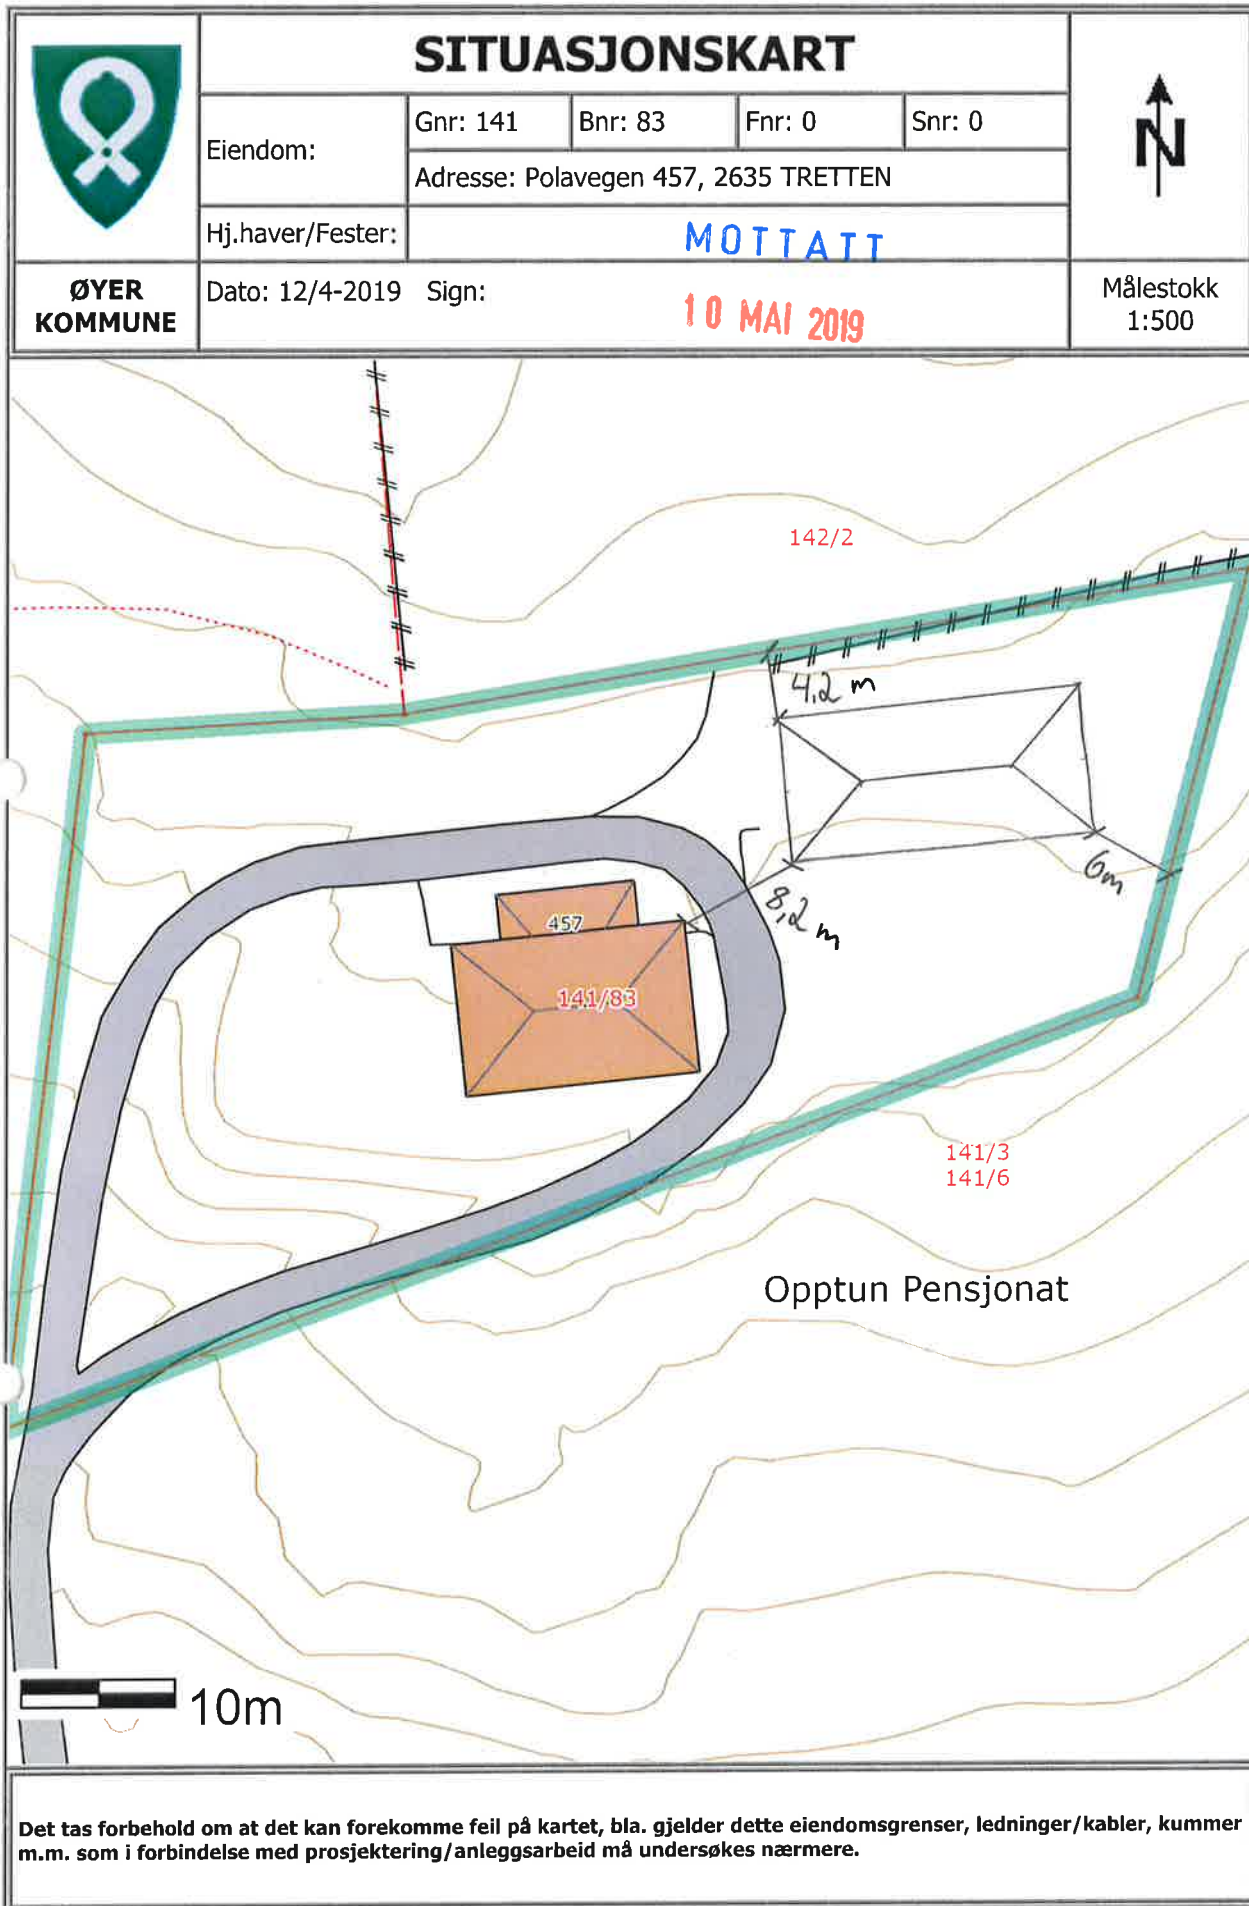 SITUASJONSKART
Eiendom:
Gnr: 141
Bnr: 83
Fnr: 0
Snr: 0
Adresse: Polavegen 457, 2635 TRETTEN
Hj.haver/Fester:
MOTTATT
N
ØYER
KOMMUNE
Dato: 12/4-2019 Sign:
10 MAI 2019
Målestokk
1:500
142/2
4,2 m
6m
8,2 m
457
141/83
141/3
141/6
Opptun Pensjonat
10m
Det tas forbehold om at det kan forekomme feil på kartet, bla. gjelder dette eiendomsgrenser, ledninger/kabler, kummer
m.m. som i forbindelse med prosjektering/anleggsarbeid må undersøkes nærmere.